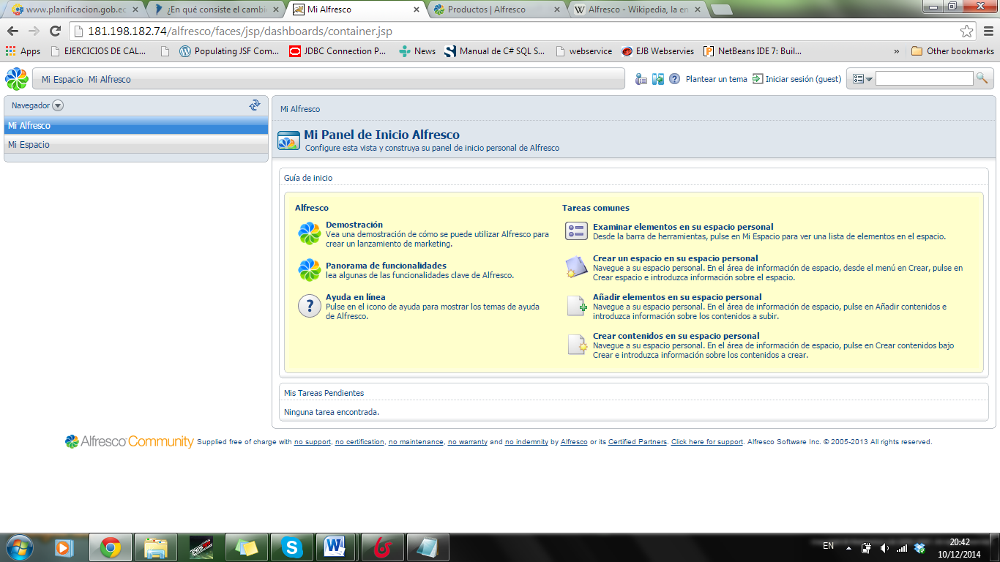 www.planificacion.gob.ec
¿En qué consiste el cambi
Mi Alfresco
Productos | Alfresco
Alfresco - Wikipedia, la en
181.198.182.74/alfresco/faces/jsp/dashboards/container.jsp
Apps
EJERCICIOS DE CAL...
Populating JSF Com...
JDBC Connection P...
News
Manual de C# SQL S...
webservice
EJB Webservies
NetBeans IDE 7: Buil...
»
Other bookmarks
Mi Espacio Mi Alfresco
Plantear un tema
Iniciar sesión (guest)
Navegador
Mi Alfresco
Mi Espacio
Mi Alfresco
Mi Panel de Inicio Alfresco
Configure esta vista y construya su panel de inicio personal de Alfresco
Guía de inicio
Alfresco
Demostración
Vea una demostración de cómo se puede utilizar Alfresco para
crear un lanzamiento de marketing.
Panorama de funcionalidades
lea algunas de las funcionalidades clave de Alfresco.
Ayuda en línea
Pulse en el icono de ayuda para mostrar los temas de ayuda
de Alfresco.
Tareas comunes
Examinar elementos en su espacio personal
Desde la barra de herramientas, pulse en Mi Espacio para ver una lista de elementos en el espacio.
Crear un espacio en su espacio personal
Navegue a su espacio personal. En el área de información de espacio, desde el menú en Crear, pulse en
Crear espacio e introduzca información sobre el espacio.
Añadir elementos en su espacio personal
Navegue a su espacio personal. En el área de información de espacio, pulse en Añadir contenidos e
introduzca información sobre los contenidos a subir.
Crear contenidos en su espacio personal
Navegue a su espacio personal. En el área de información de espacio, pulse en Crear contenidos bajo
Crear e introduzca información sobre los contenidos a crear.
Mis Tareas Pendientes
Ninguna tarea encontrada.
Alfresco Community Supplied free of charge with no support, no certification, no maintenance, no warranty and no indemnity by Alfresco or its Certified Partners. Click here for support. Alfresco Software Inc. © 2005-2013 All rights reserved.
EN
20:42
10/12/2014